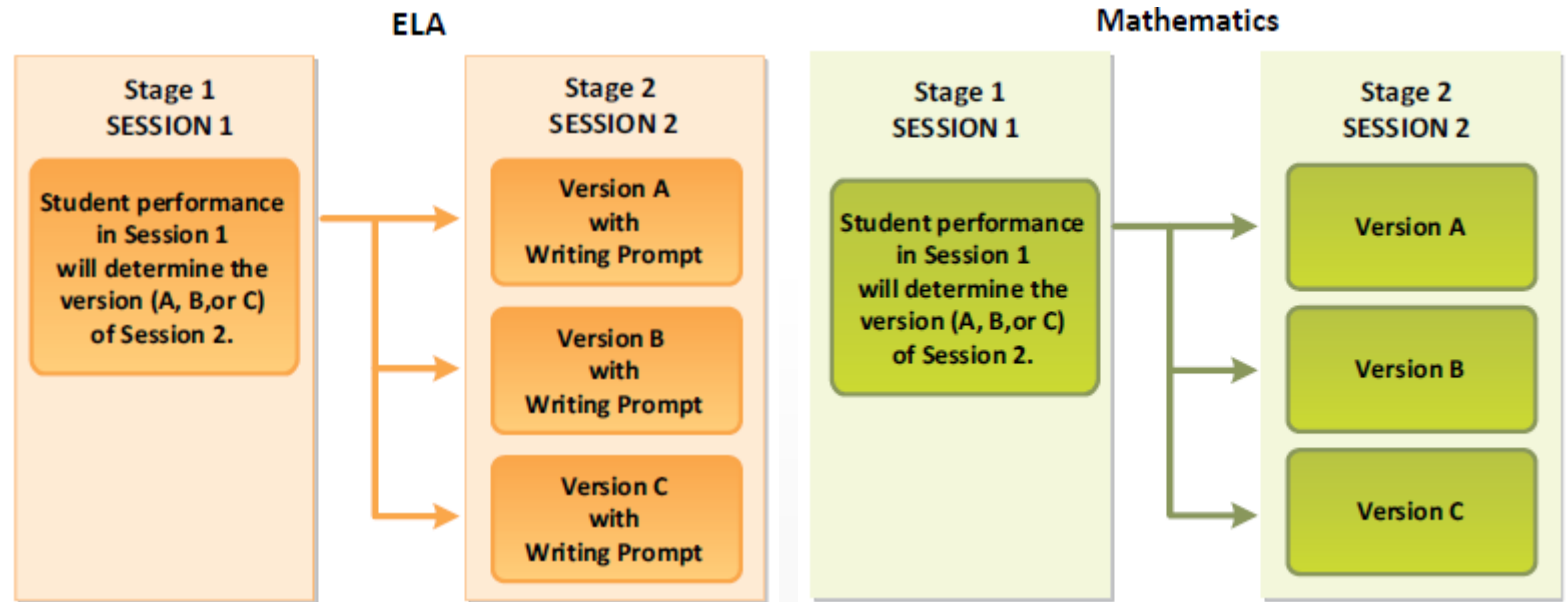 ELA
Stage 1
SESSION 1
Student performance
in Session 1
will determine the
version (A, B,or C)
of Session 2.
Stage 2
SESSION 2
Version A
with
Writing Prompt
Version B
with
Writing Prompt
Version C
with
Writing Prompt
Mathematics
Stage 1
SESSION 1
Student performance
in Session 1
will determine the
version (A, B,or C)
of Session 2.
Stage 2
SESSION 2
Version A
Version B
Version C